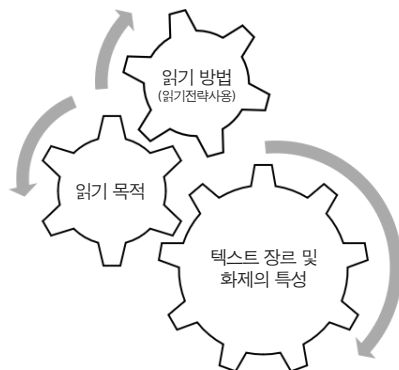 읽기 방법
(읽기전략사용)
읽기 목적
텍스트 장르 및
화제의 특성